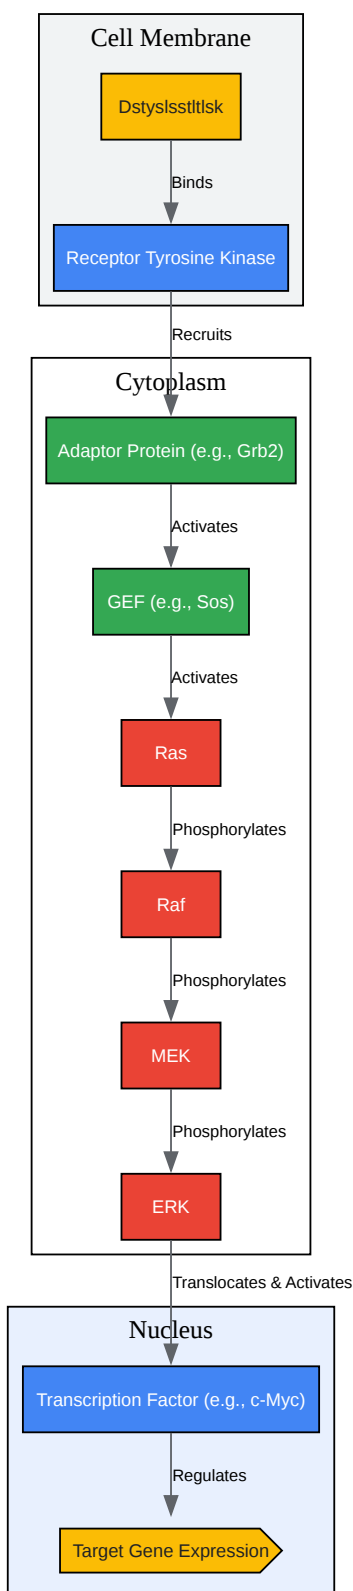 Cell Membrane
Dstyslsstltlsk
Binds
Receptor Tyrosine Kinase
Recruits
Cytoplasm
Adaptor Protein (e.g., Grb2)
Activates
GEF (e.g., Sos)
Activates
Ras
Phosphorylates
Raf
Phosphorylates
MEK
Phosphorylates
ERK
Translocates & Activates
Nucleus
Transcription Factor (e.g., c-Myc)
Regulates
Target Gene Expression